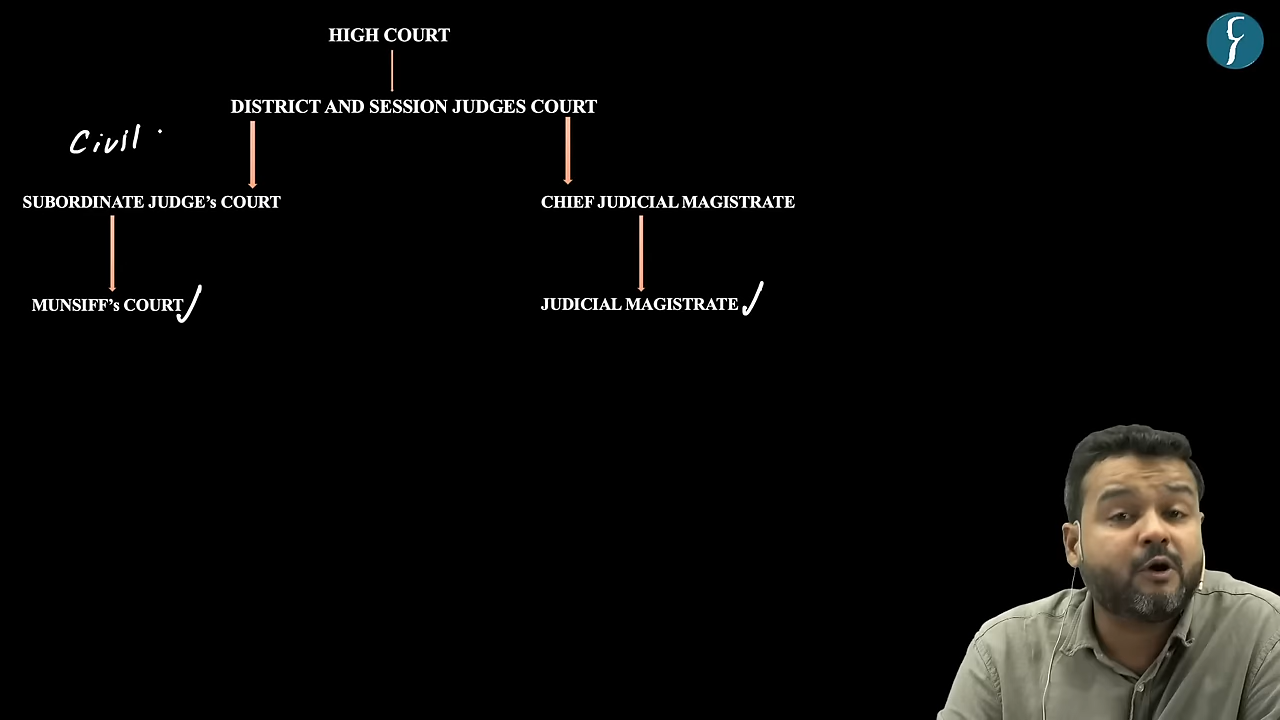 HIGH COURT
DISTRICT AND SESSION JUDGES COURT
Civil
SUBORDINATE JUDGE's COURT
CHIEF JUDICIAL MAGISTRATE
MUNSIFF's COURT
JUDICIAL MAGISTRATE